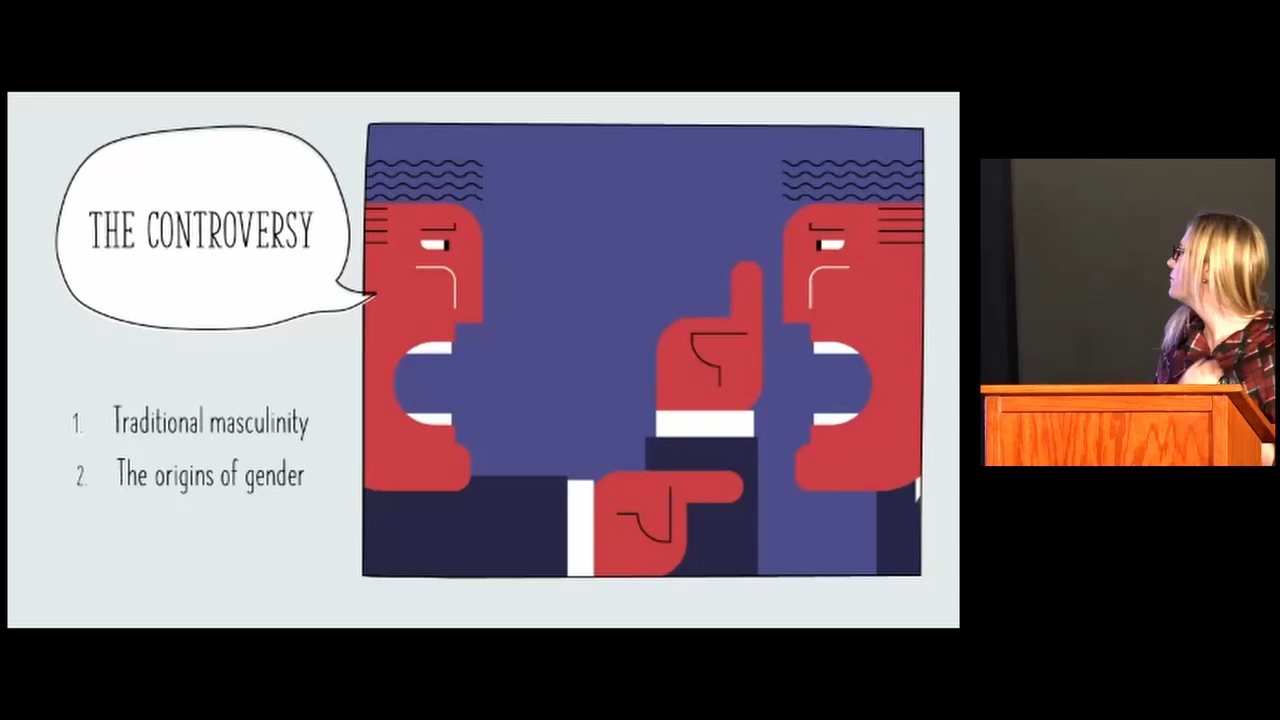 THE CONTROVERSY
1. Traditional masculinity
2. The origins of gender